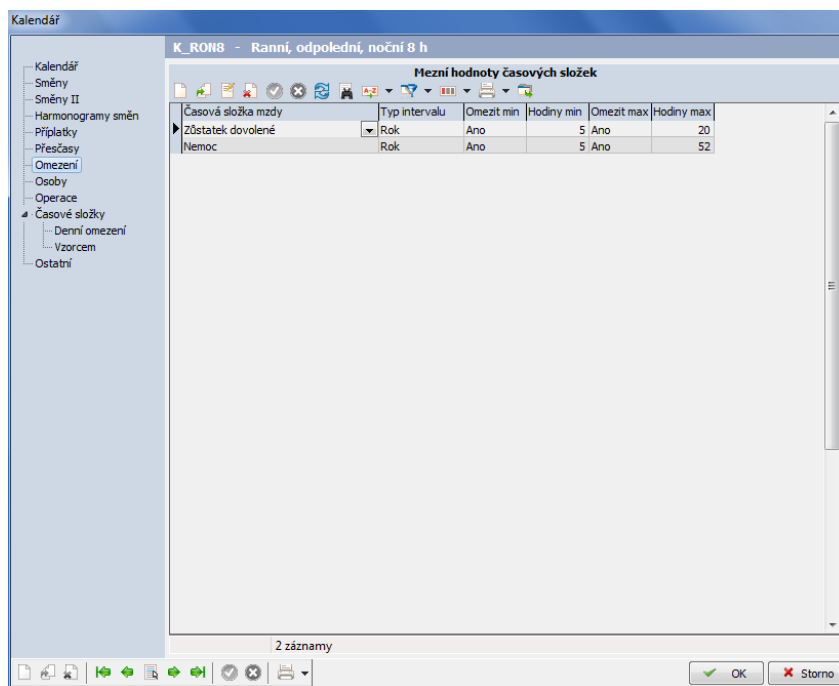 Kalendář
K_RON8 - Ranní, odpolední, noční 8 h
Kalendář
Směny
Směny II
Harmonogramy směn
Příplatky
Přesčasy
Omezení
Osoby
Operace
Časové složky
Denní omezení
Vzorcem
Ostatní
Mezní hodnoty časových složek
A-Z
Časová složka mzdy Typ intervalu Omezit min Hodiny min Omezit max Hodiny max
Zůstatek dovolené Rok Ano 5 Ano 20
Nemoc Rok Ano 5 Ano 52
2 záznamy
OK Storno